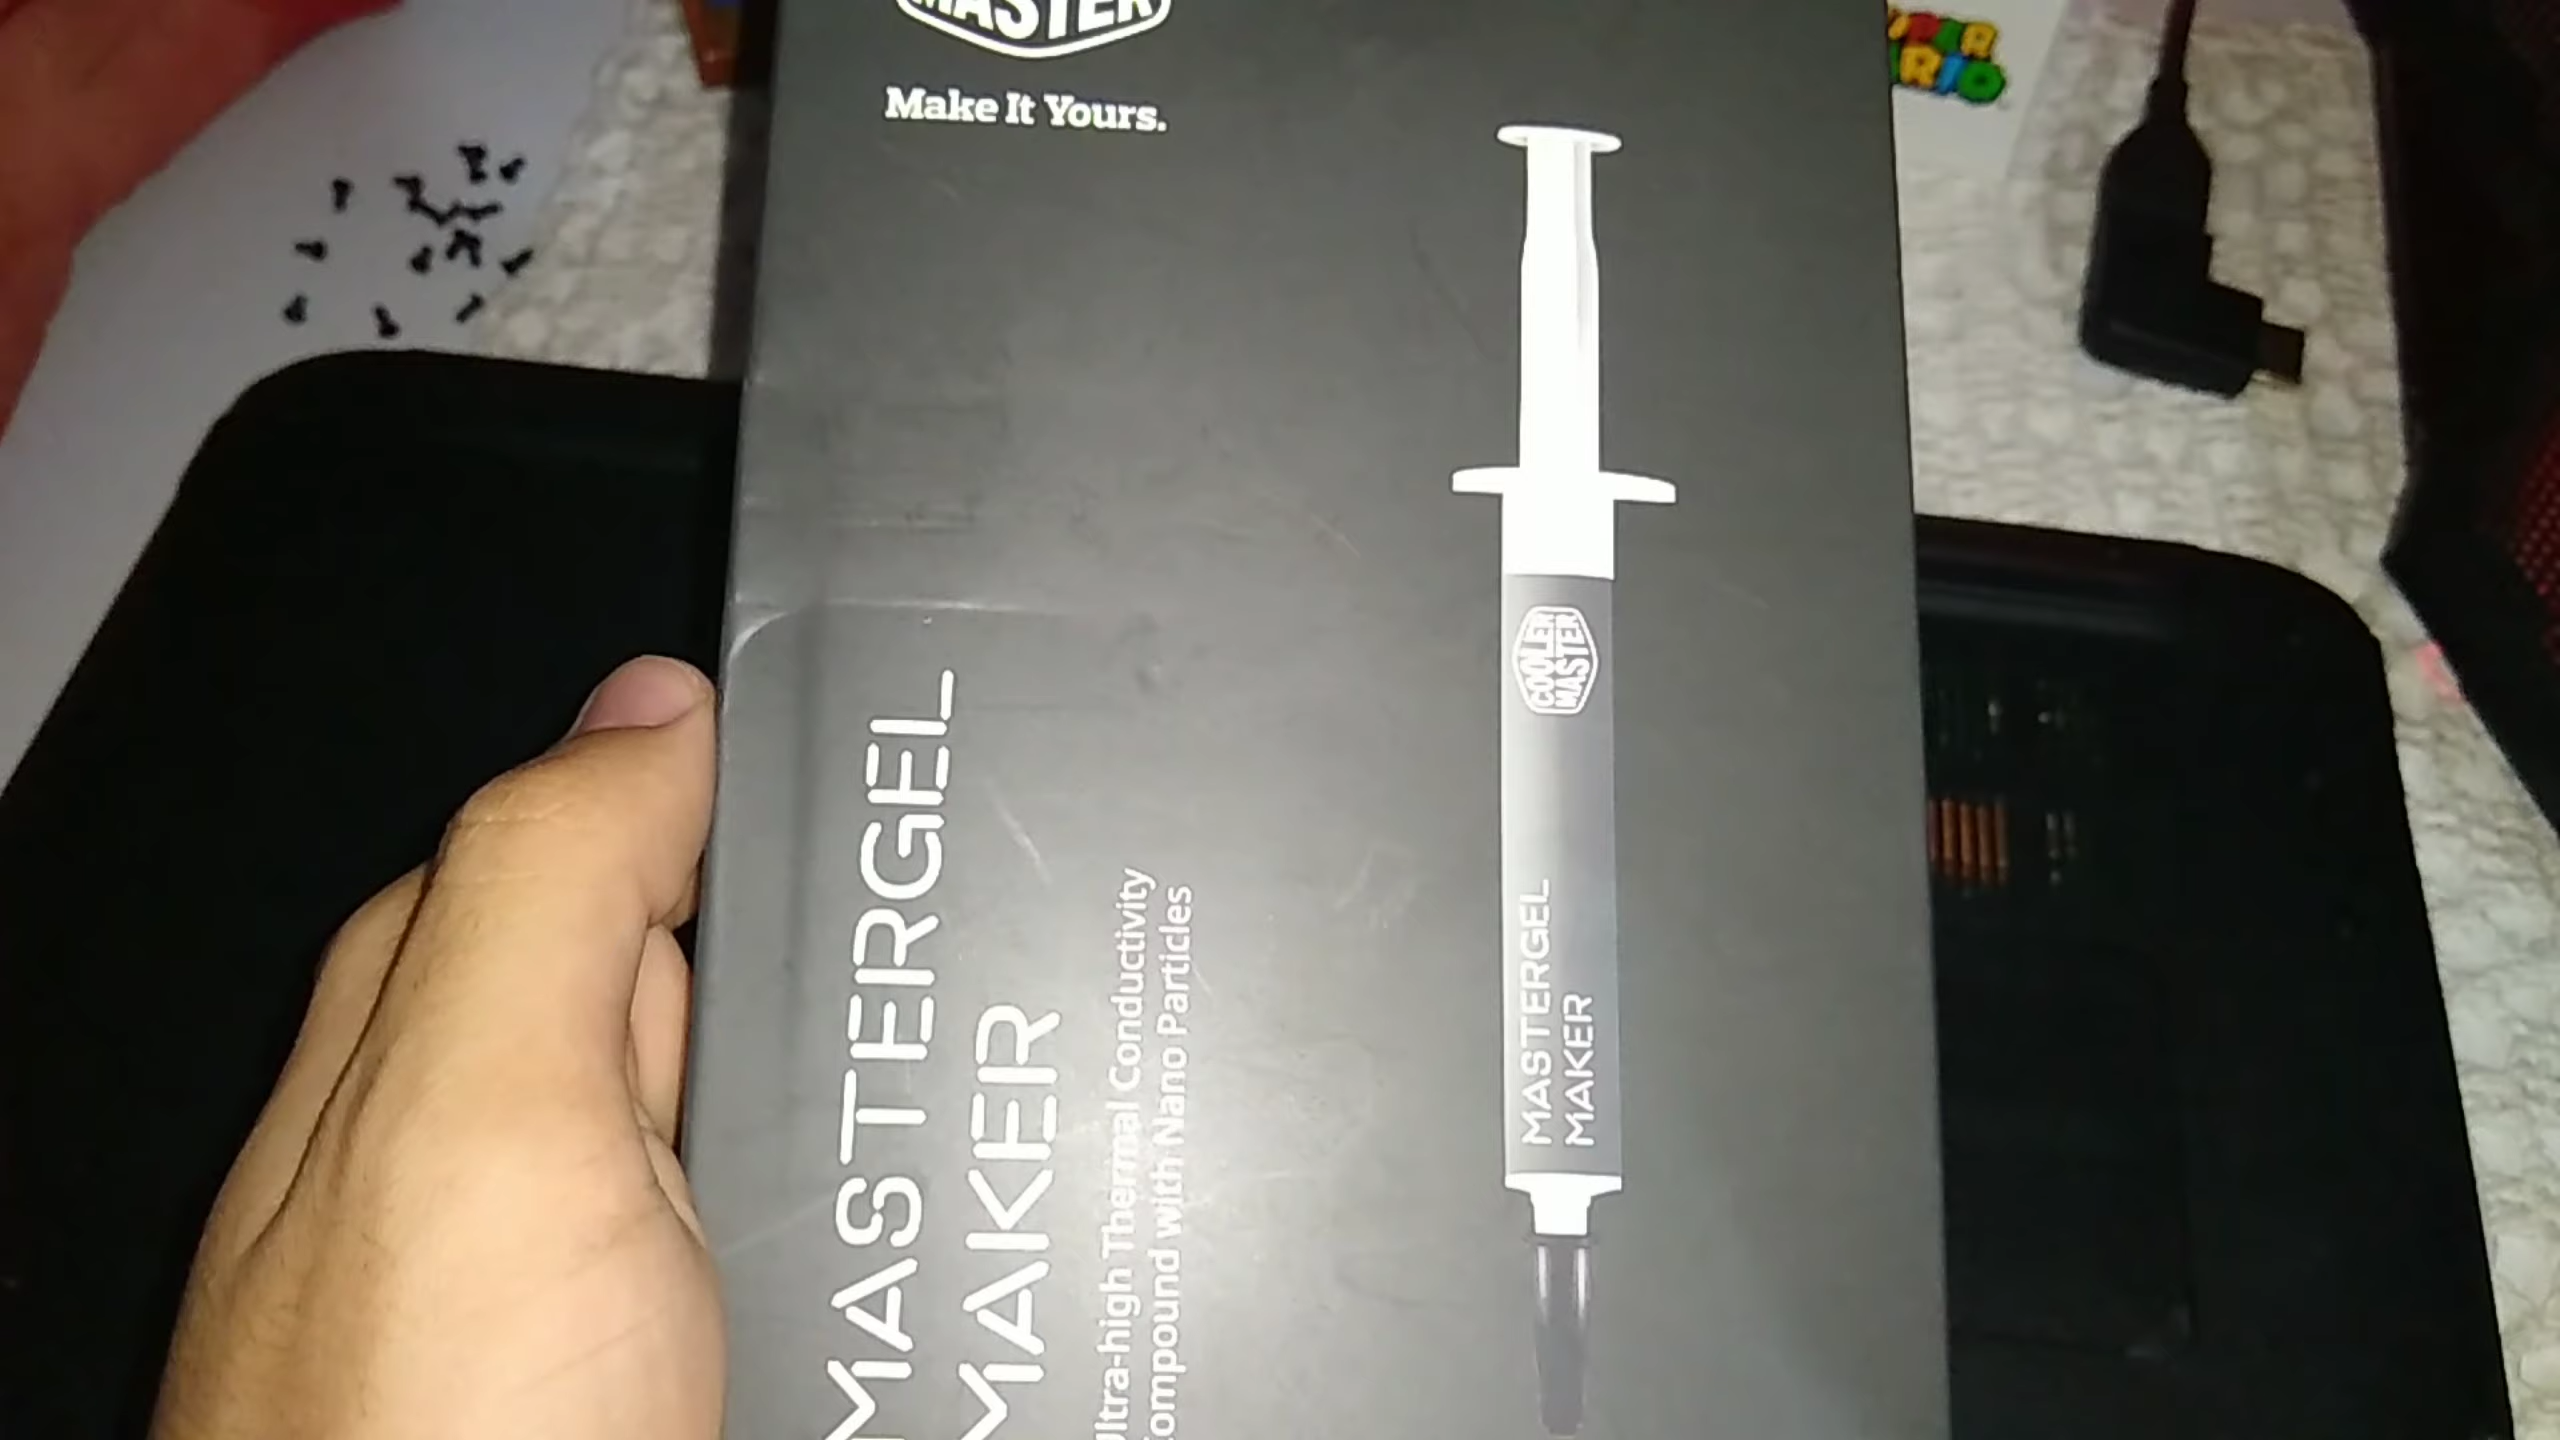 MASTER
Make It Yours.
MASTERGEL
MAKER
Ultra-high Thermal Conductivity
Compound with Nano Particles
COOLER
MASTER
MASTERGEL
MAKER